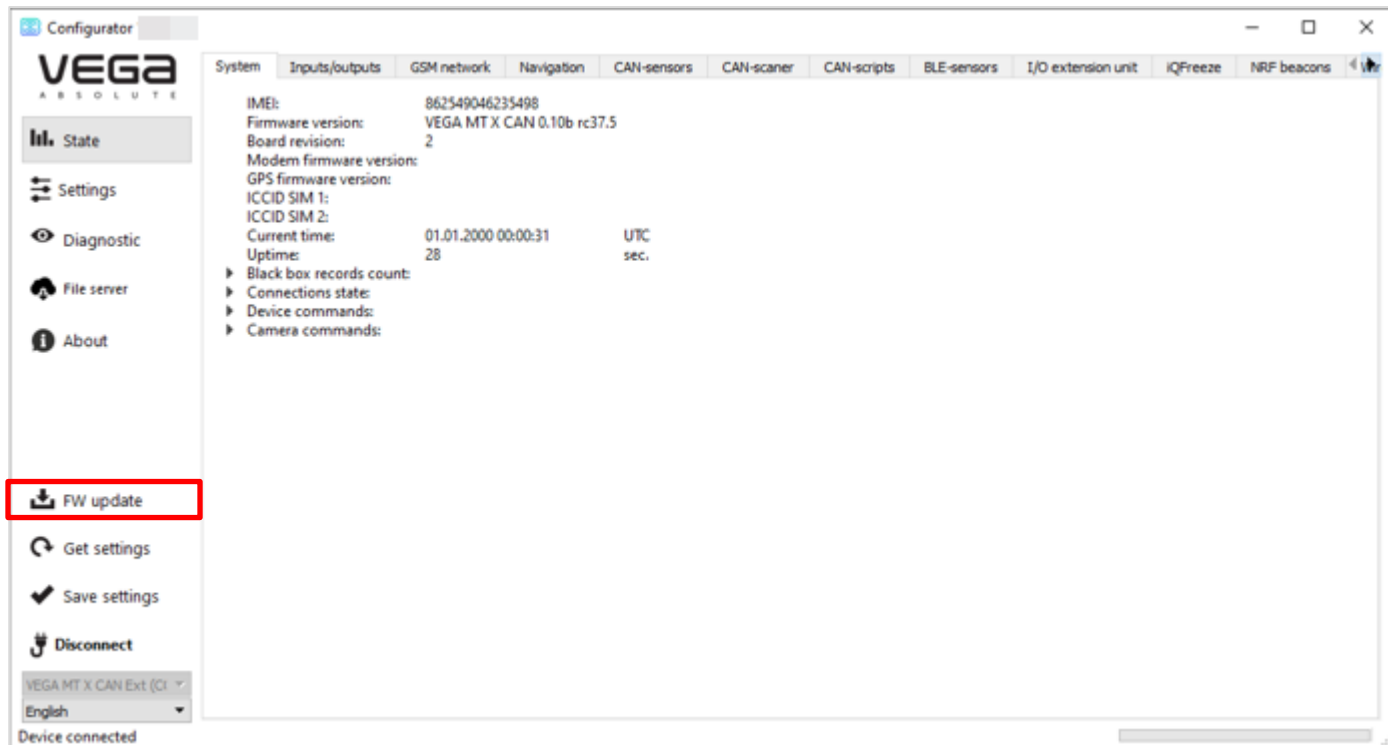 Configurator
VEGA
ABSOLUTE
State
Settings
Diagnostic
File server
About
FW update
Get settings
Save settings
Disconnect
VEGA MT X CAN Ext (C
English
Device connected
System Inputs/outputs GSM network Navigation CAN-sensors CAN-scaner CAN-scripts BLE-sensors I/O extension unit iQFreeze NRF beacons
IMEI: 862549046235498
Firmware version: VEGA MT X CAN 0.10b rc37.5
Board revision: 2
Modem firmware version:
GPS firmware version:
ICCID SIM 1:
ICCID SIM 2:
Current time: 01.01.2000 00:00:31 UTC
Uptime: 28 sec.
Black box records count:
Connections state:
Device commands:
Camera commands: